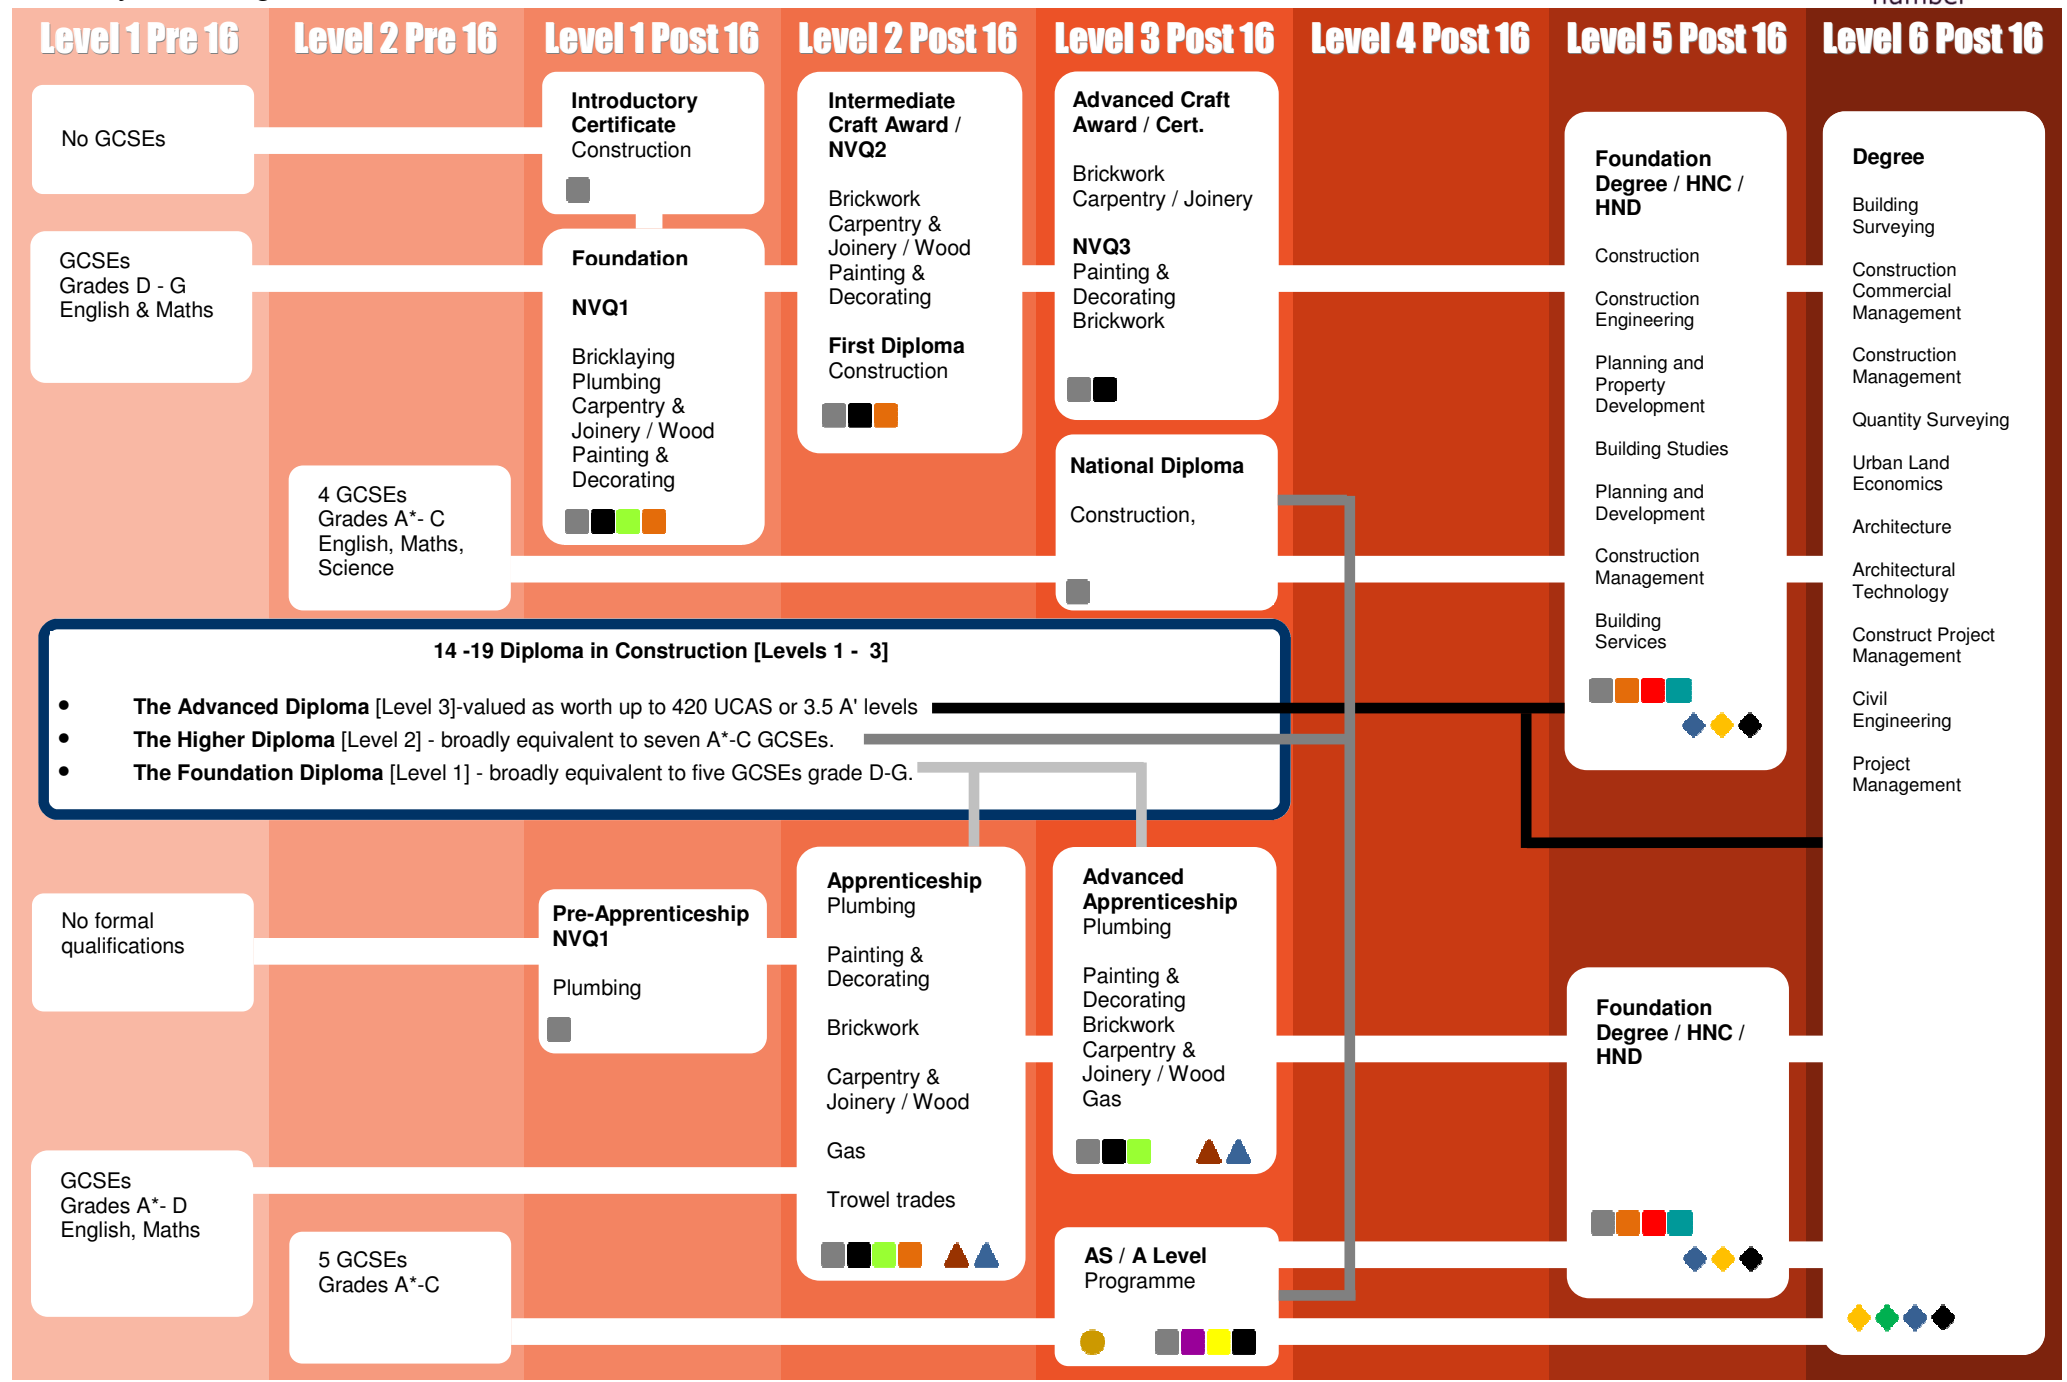 Level 1 Pre 16
Level 2 Pre 16
Level 1 Post 16
Level 2 Post 16
Level 3 Post 16
Level 4 Post 16
Level 5 Post 16
Level 6 Post 16
No GCSEs
GCSEs
Grades D - G
English & Maths
4 GCSEs
Grades A*- C
English, Maths,
Science
Introductory
Certificate
Construction
Foundation
NVQ1
Bricklaying
Plumbing
Carpentry &
Joinery / Wood
Painting &
Decorating
Intermediate
Craft Award /
NVQ2
Brickwork
Carpentry &
Joinery / Wood
Painting &
Decorating
First Diploma
Construction
Advanced Craft
Award / Cert.
Brickwork
Carpentry / Joinery
NVQ3
Painting &
Decorating
Brickwork
National Diploma
Construction,
Foundation
Degree / HNC /
HND
Construction
Construction
Engineering
Planning and
Property
Development
Building Studies
Planning and
Development
Construction
Management
Building
Services
Degree
Building
Surveying
Construction
Commercial
Management
Construction
Management
Quantity Surveying
Urban Land
Economics
Architecture
Architectural
Technology
Construct Project
Management
Civil
Engineering
Project
Management
14 -19 Diploma in Construction [Levels 1 - 3]
• The Advanced Diploma [Level 3]-valued as worth up to 420 UCAS or 3.5 A' levels
• The Higher Diploma [Level 2] - broadly equivalent to seven A*-C GCSEs.
• The Foundation Diploma [Level 1] - broadly equivalent to five GCSEs grade D-G.
No formal
qualifications
GCSEs
Grades A*- D
English, Maths
5 GCSEs
Grades A*-C
Pre-Apprenticeship
NVQ1
Plumbing
Apprenticeship
Plumbing
Painting &
Decorating
Brickwork
Carpentry &
Joinery / Wood
Gas
Trowel trades
Advanced
Apprenticeship
Plumbing
Painting &
Decorating
Brickwork
Carpentry &
Joinery / Wood
Gas
AS / A Level
Programme
Foundation
Degree / HNC /
HND